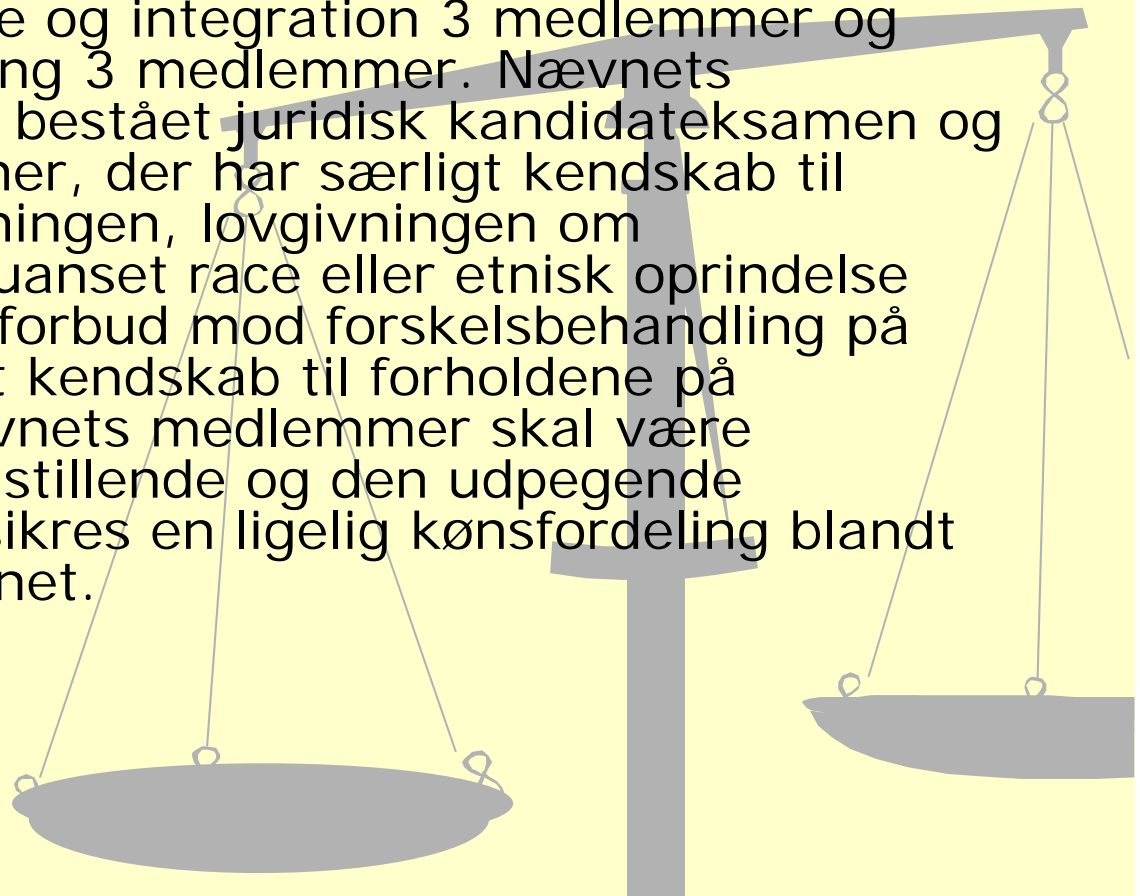 e og integration 3 medlemmer og
ng 3 medlemmer. Nævnets
bestået juridisk kandidateksamen og
ner, der har særligt kendskab til
ningen, lovgivningen om
uanset race eller etnisk oprindelse
forbud mod forskelsbehandling på
t kendskab til forholdene på
vnets medlemmer skal være
stillende og den udpegende
sikres en ligelig kønsfordeling blandt
net.